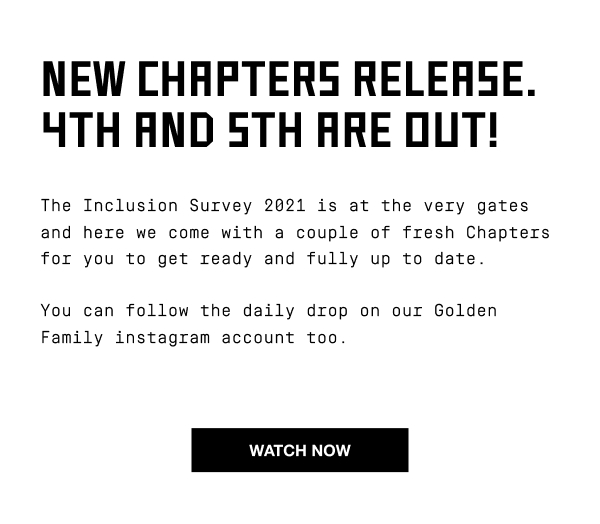 NEW CHAPTERS RELEASE.
4TH AND 5TH ARE OUT!
The Inclusion Survey 2021 is at the very gates
and here we come with a couple of fresh Chapters
for you to get ready and fully up to date.
You can follow the daily drop on our Golden
Family instagram account too.
WATCH NOW